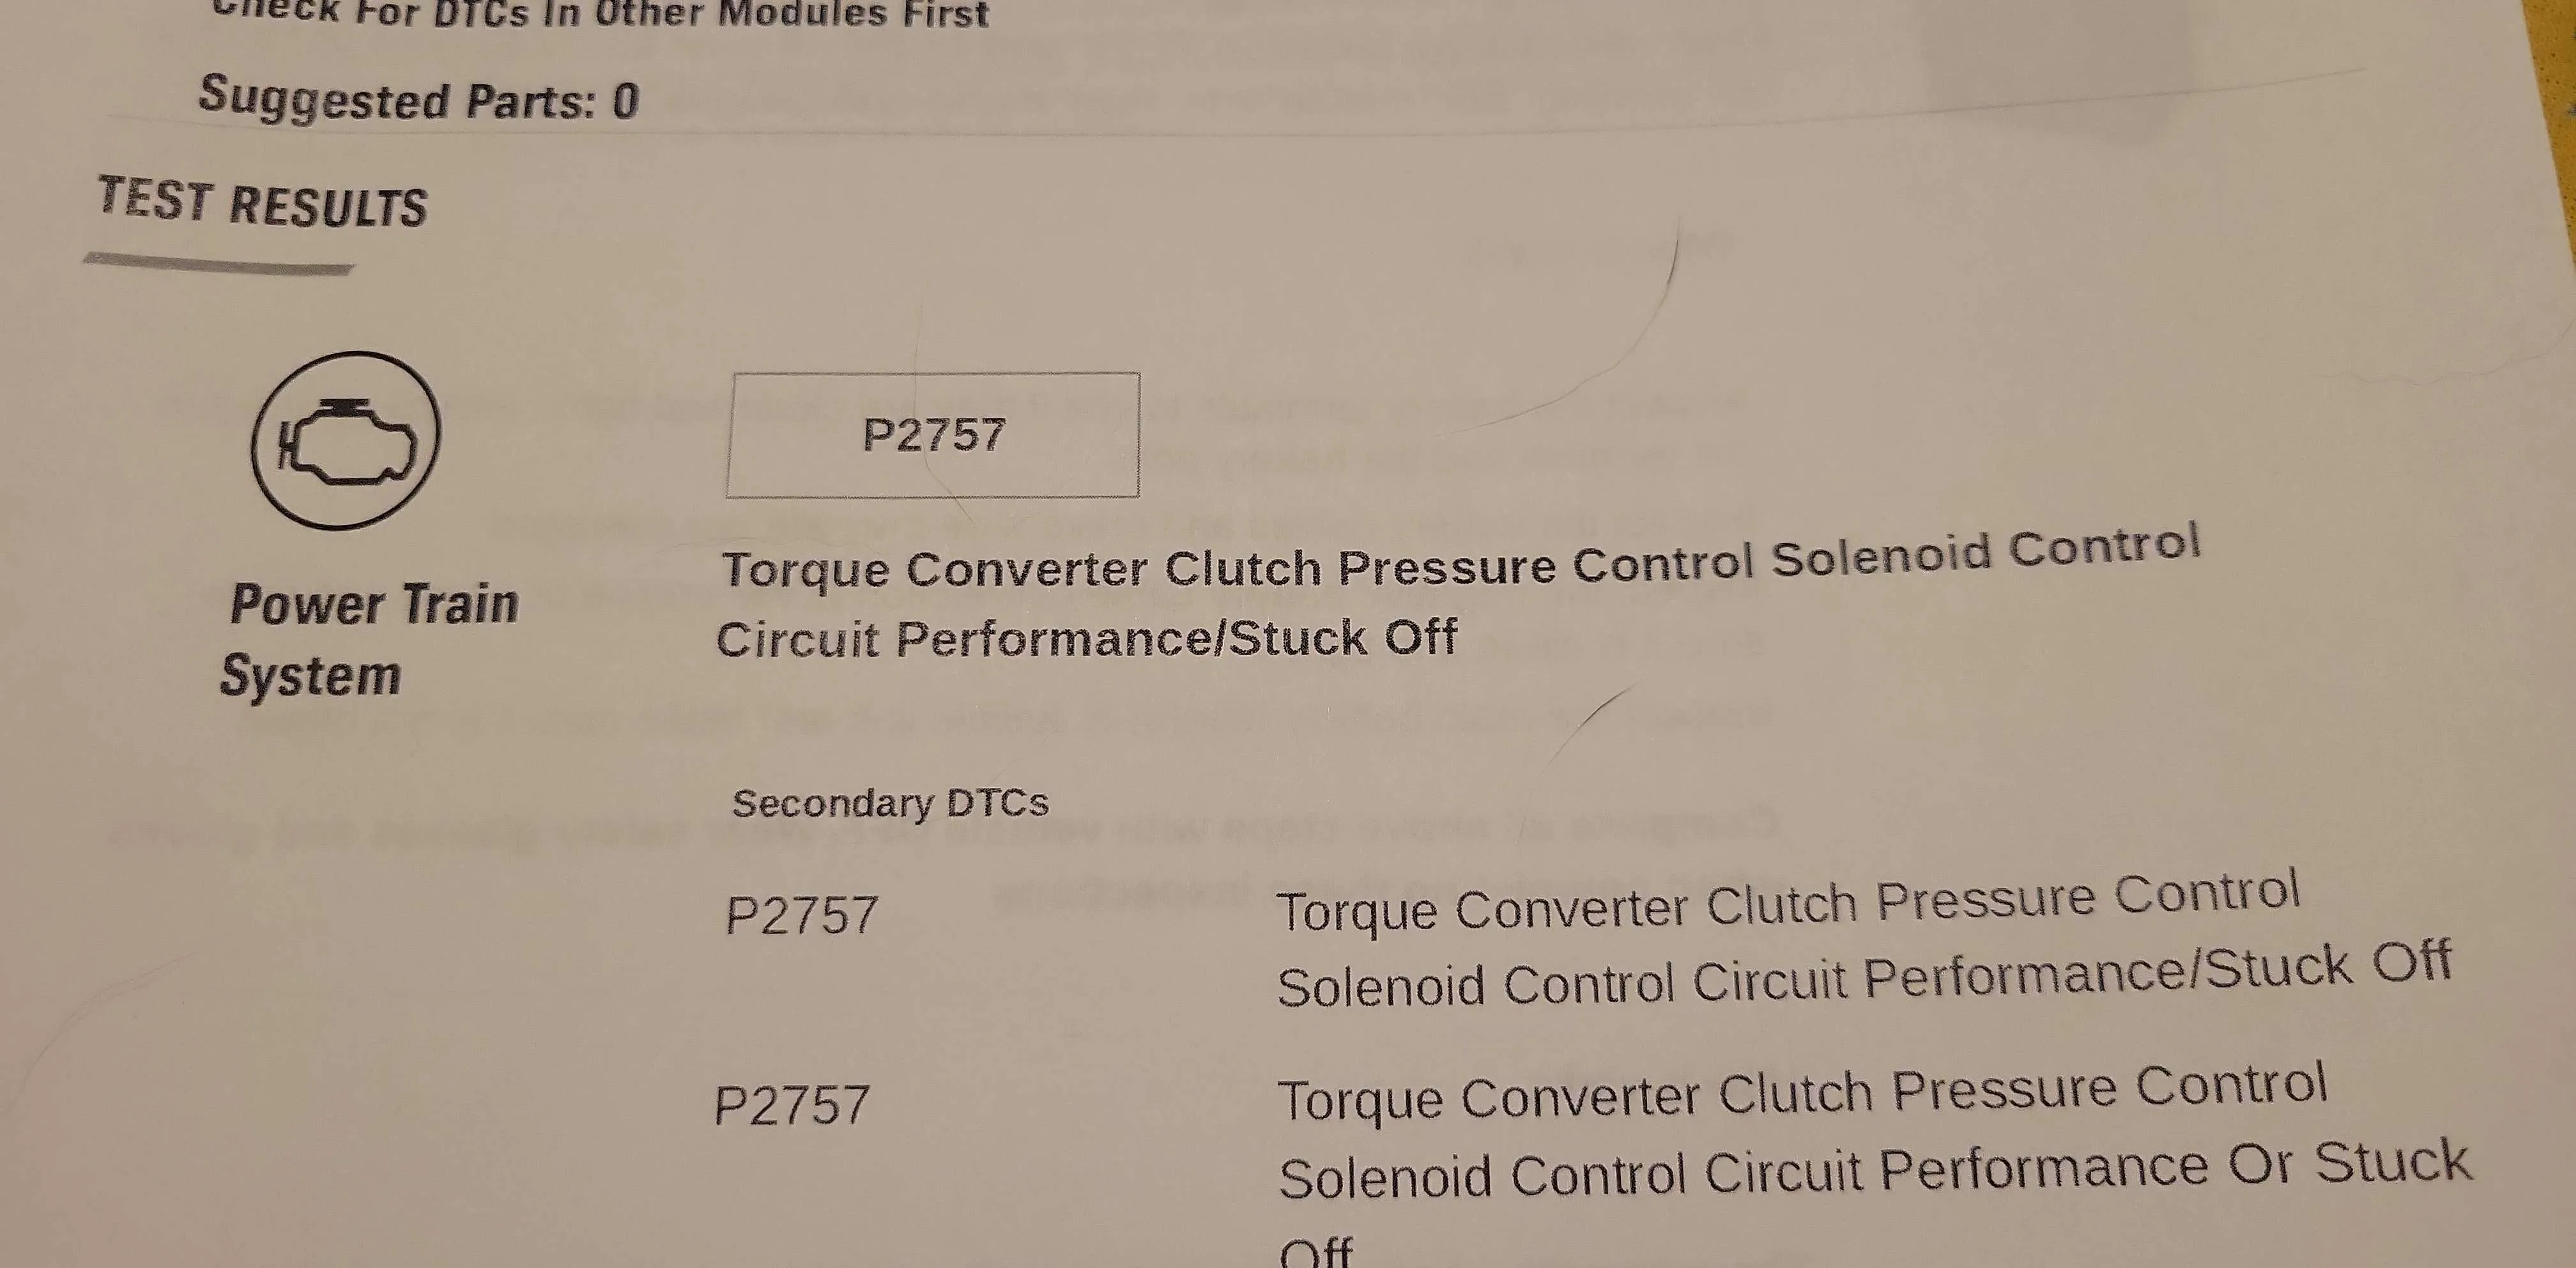 Check For DTCs In Other Modules First
Suggested Parts: 0
TEST RESULTS
P2757
Power Train
System
Torque Converter Clutch Pressure Control Solenoid Control
Circuit Performance/Stuck Off
Secondary DTCs
P2757
Torque Converter Clutch Pressure Control
Solenoid Control Circuit Performance/Stuck Off
P2757
Torque Converter Clutch Pressure Control
Solenoid Control Circuit Performance Or Stuck
Off